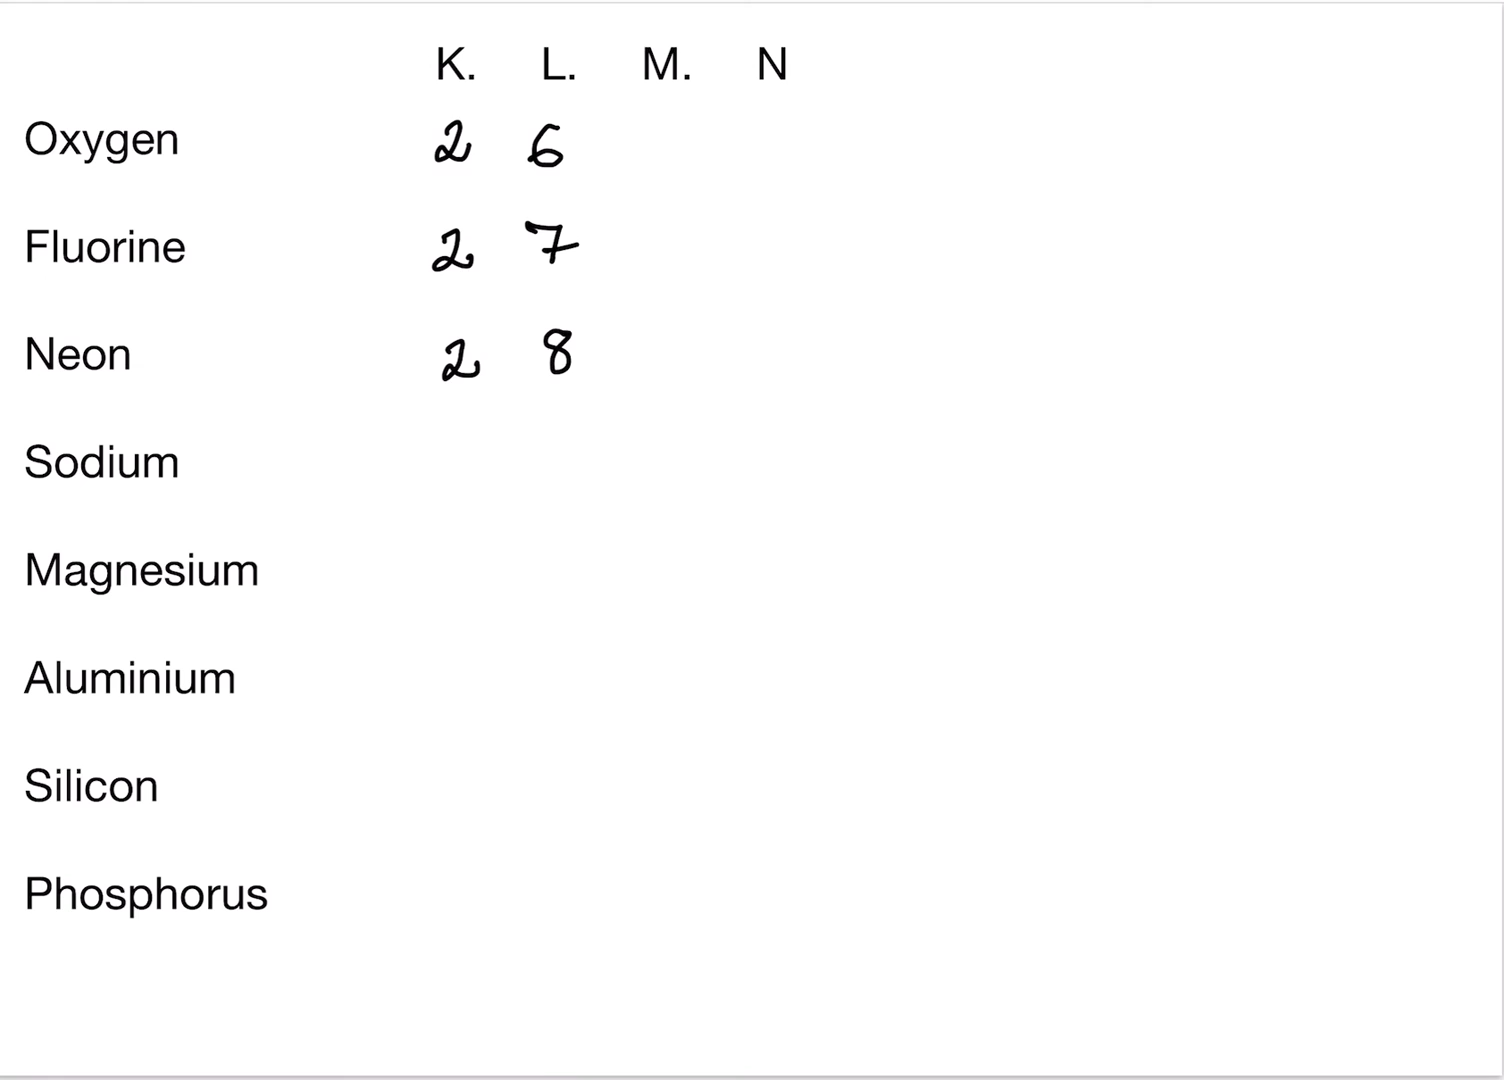 K. L. M. N
Oxygen 2 6
Fluorine 2 7
Neon 2 8
Sodium
Magnesium
Aluminium
Silicon
Phosphorus